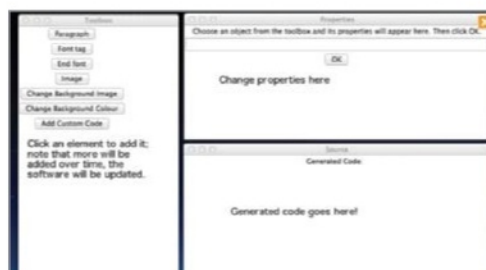 Toolbox
Paragraph
Font tag
End font
Image
Change Background Image
Change Background Colour
Add Custom Code
Click an element to add it;
note that more will be
added over time, the
software will be updated.
Properties
Choose an object from the toolbox and its properties will appear here. Then click OK.
OK
Change properties here
Source
Generated Code:
Generated code goes here!